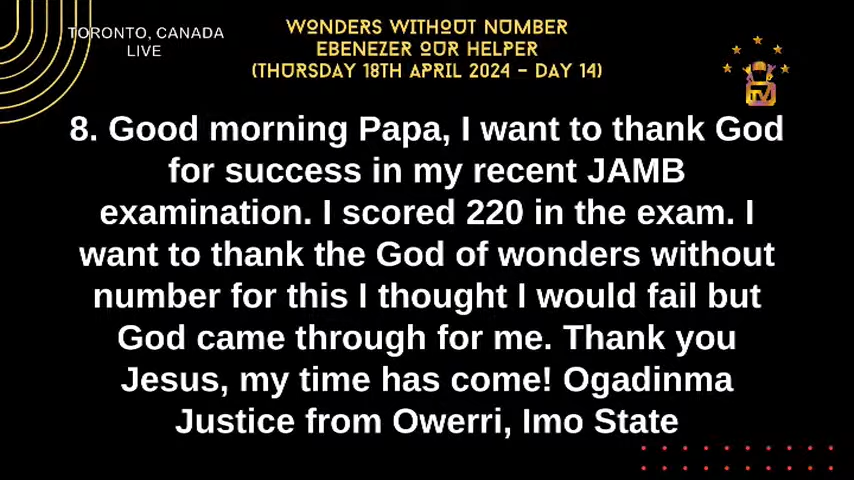 TORONTO, CANADA
LIVE
WONDERS WITHOUT NUMBER
EBENEZER OUR HELPER
(THURSDAY 18TH APRIL 2024 - DAY 14)
TV
8. Good morning Papa, I want to thank God
for success in my recent JAMB
examination. I scored 220 in the exam. I
want to thank the God of wonders without
number for this I thought I would fail but
God came through for me. Thank you
Jesus, my time has come! Ogadinma
Justice from Owerri, Imo State